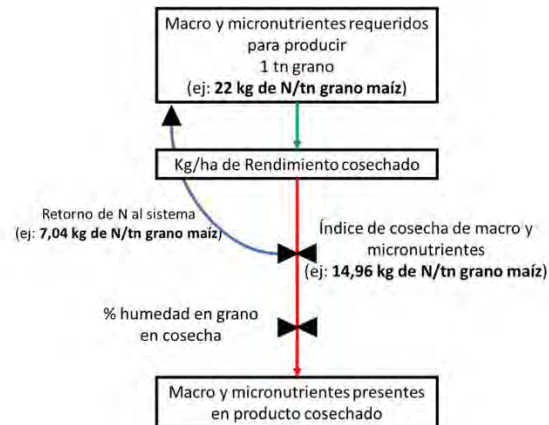 Macro y micronutrientes requeridos
para producir
1 tn grano
(ej: 22 kg de N/tn grano maíz)
Kg/ha de Rendimiento cosechado
Retorno de N al sistema
(ej: 7,04 kg de N/tn grano maíz)
Índice de cosecha de macro y
micronutrientes
(ej: 14,96 kg de N/tn grano maíz)
% humedad en grano
en cosecha
Macro y micronutrientes presentes
en producto cosechado